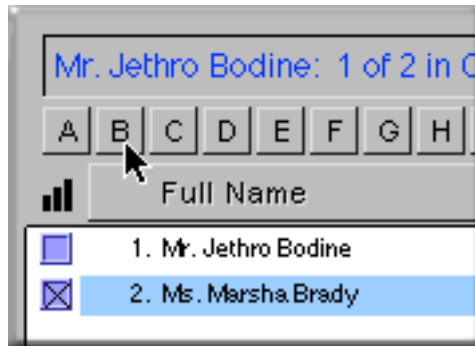 Mr. Jethro Bodine: 1 of 2 in
A B C D E F G H
Full Name
1. Mr. Jethro Bodine
2. Ms. Marsha Brady